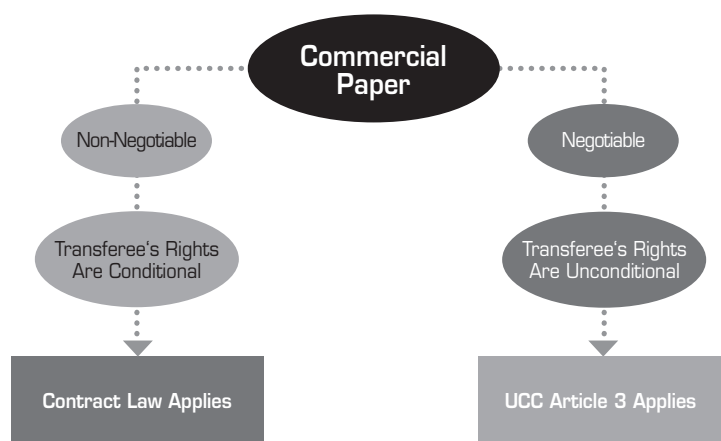 Commercial
Paper
Non-Negotiable
Negotiable
Transferee‘s Rights
Are Conditional
Transferee‘s Rights
Are Unconditional
Contract Law Applies
UCC Article 3 Applies